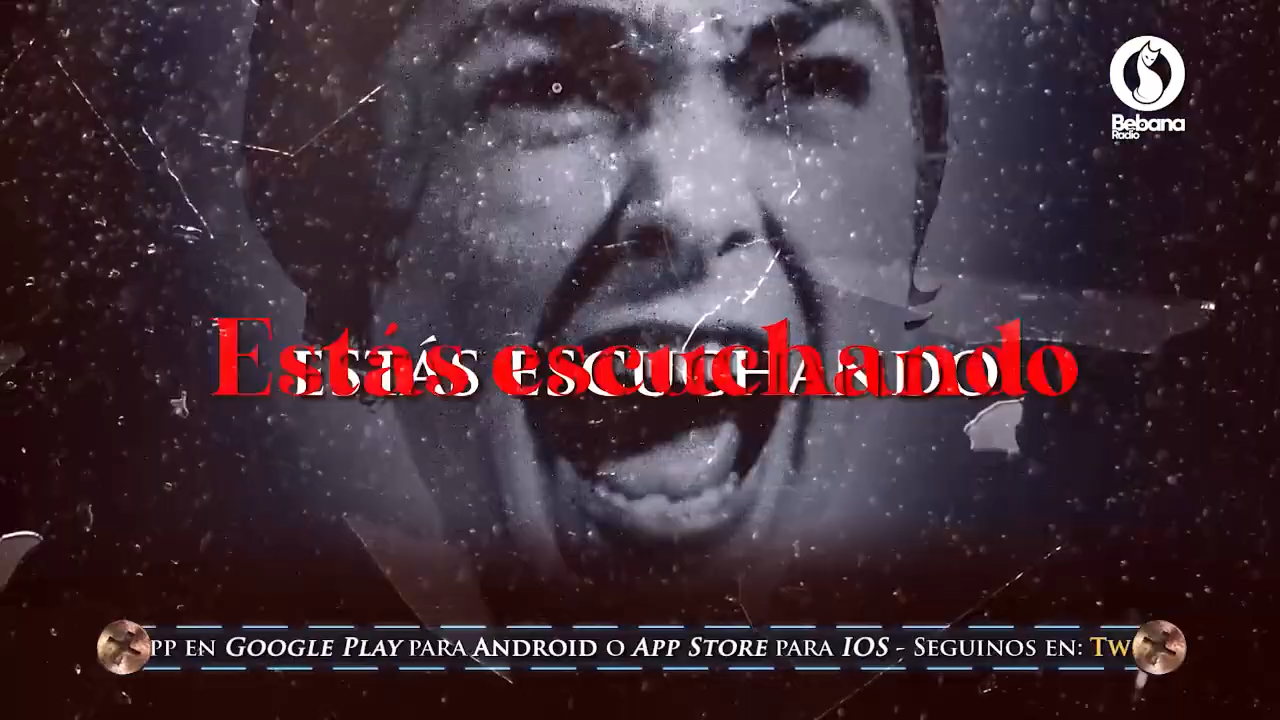 Bebana
Radio
Estás escuchando
ESTÁS ESCUCHANDO
PP EN GOOGLE PLAY PARA ANDROID O APP STORE PARA IOS - SEGUINOS EN: TW